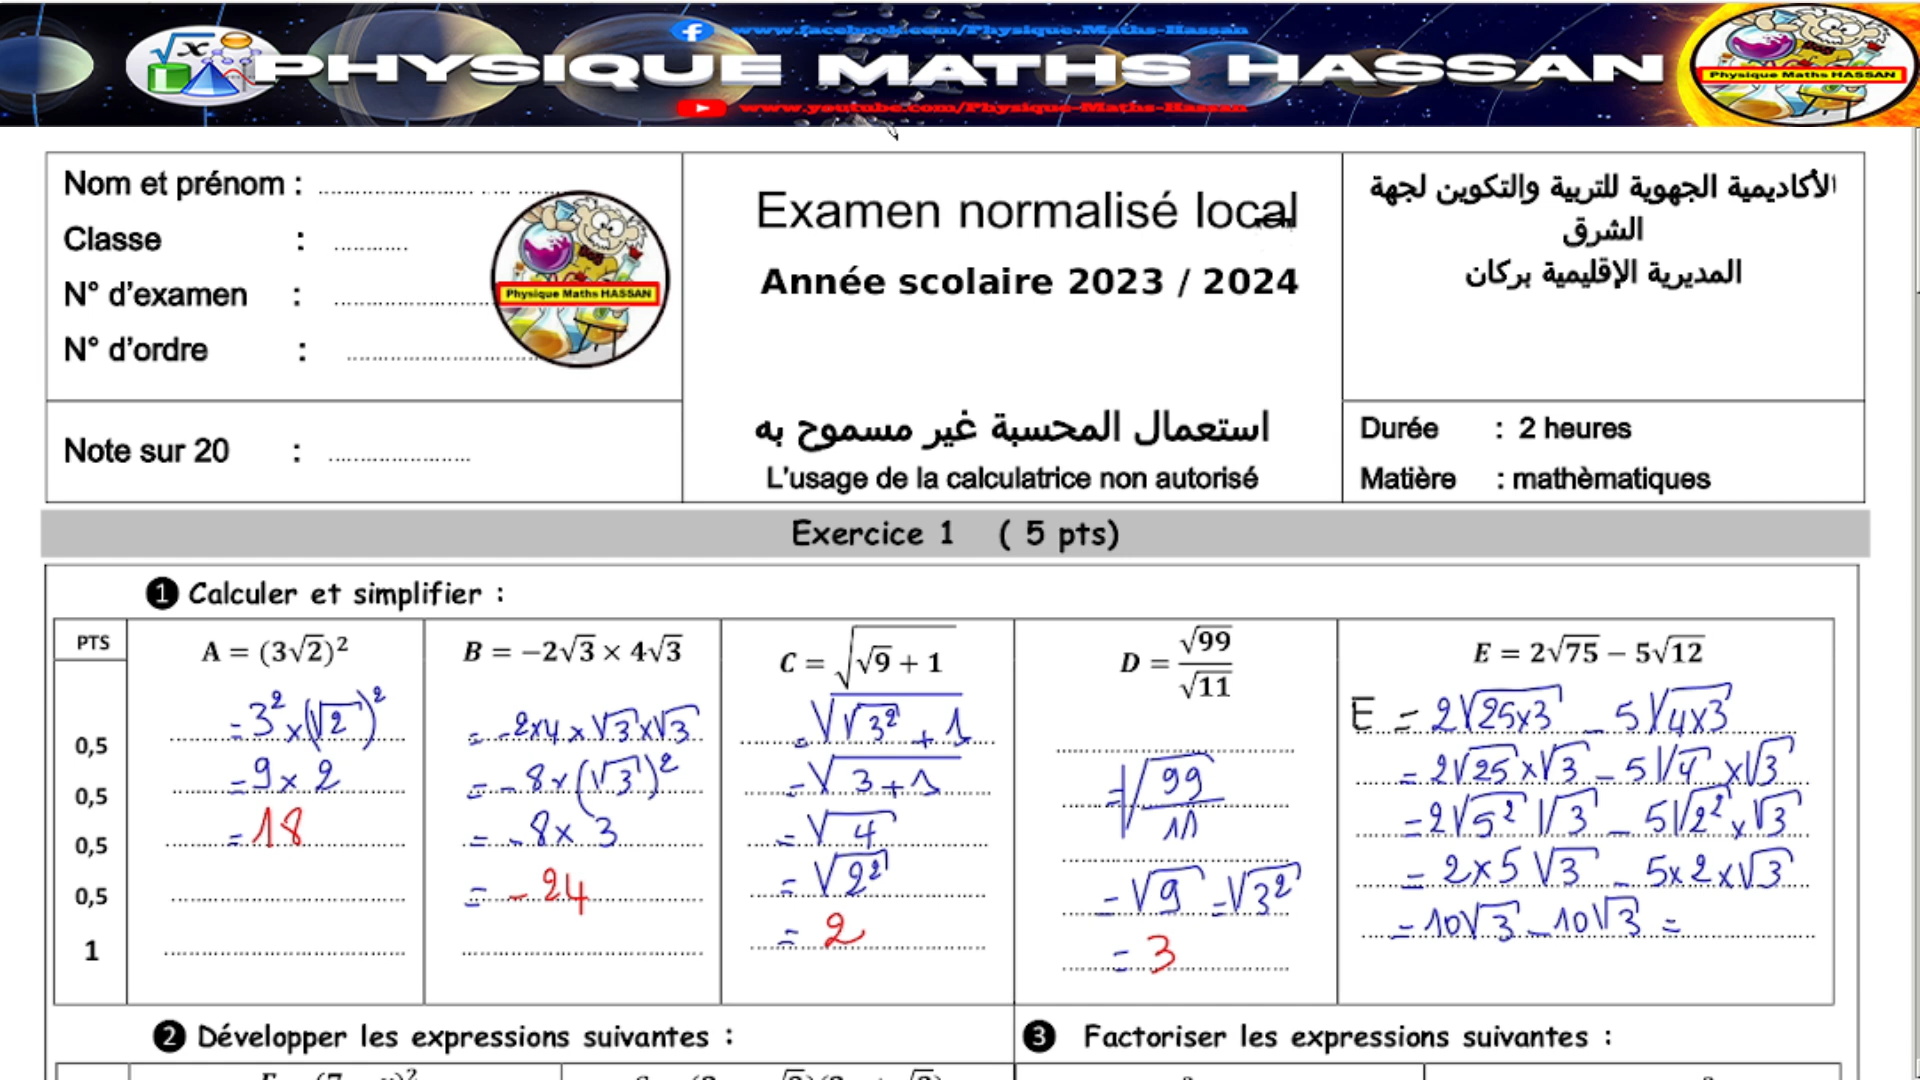 www.facebook.com/Physique-Maths-Hassan
PHYSIQUE MATHS HASSAN
www.youtube.com/Physique-Maths-Hassan
Physique Maths HASSAN
Nom et prénom :
Classe :
N° d'examen :
N° d'ordre :
Physique Maths HASSAN
Note sur 20 :
Examen normalisé local
Année scolaire 2023 / 2024
استعمال المحسبة غير مسموح به
L'usage de la calculatrice non autorisé
الأكاديمية الجهوية للتربية والتكوين لجهة
الشرق
المديرية الإقليمية بركان
Durée : 2 heures
Matière : mathèmatiques
Exercice 1 ( 5 pts)
1 Calculer et simplifier :
PTS
0,5
0,5
0,5
0,5
1
A = (3√2)²
= 3² × (√2)²
= 9 × 2
= 18
B = −2√3 × 4√3
= -2×4 × √3×√3
= - 8 × (√3)²
= - 8 × 3
= - 24
C = √(√9 + 1)
= √(√3² + 1)
= √(3 + 1)
= √4
= √2²
= 2
D = √99/√11
= √(99/11)
= √9 = √3²
= 3
E = 2√75 − 5√12
E = 2√(25×3) - 5√(4×3)
= 2√25 × √3 - 5√4 × √3
= 2√5² √3 - 5√2² × √3
= 2×5 √3 - 5×2×√3
= 10√3 - 10√3 =
2 Développer les expressions suivantes :
3 Factoriser les expressions suivantes :